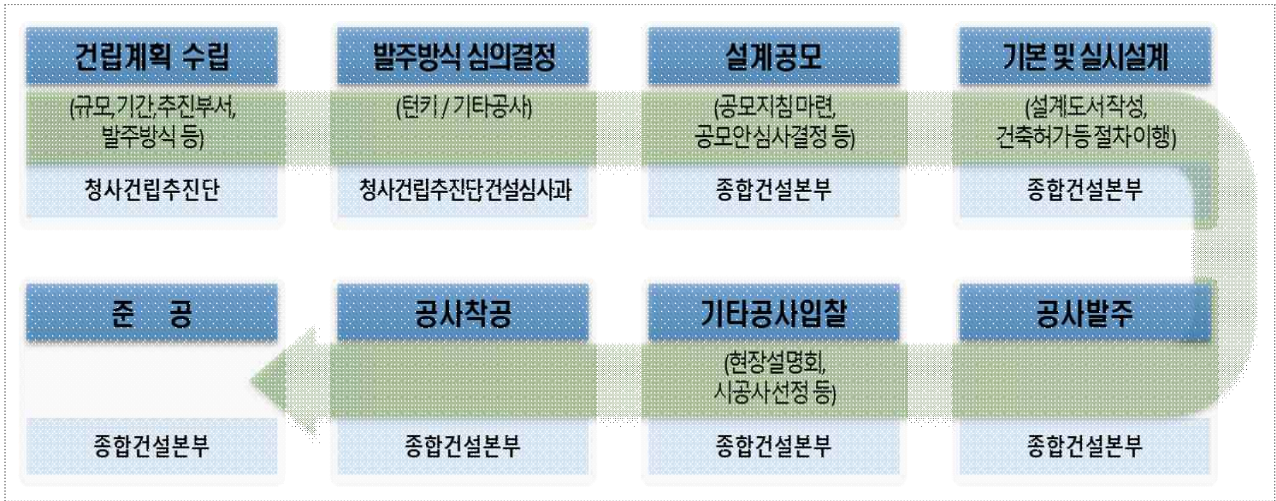 건립계획 수립
(규모,기간,추진부서,
발주방식 등)
청사건립추진단
발주방식 심의결정
(턴키 / 기타공사)
청사건립추진단,건설심사과
설계공모
(공모지침 마련,
공모안 심사결정 등)
종합건설본부
기본 및 실시설계
(설계도서 작성,
건축허가 등 절차이행)
종합건설본부
공사발주
종합건설본부
기타공사입찰
(현장설명회,
시공사 선정 등)
종합건설본부
공사착공
종합건설본부
준 공
종합건설본부